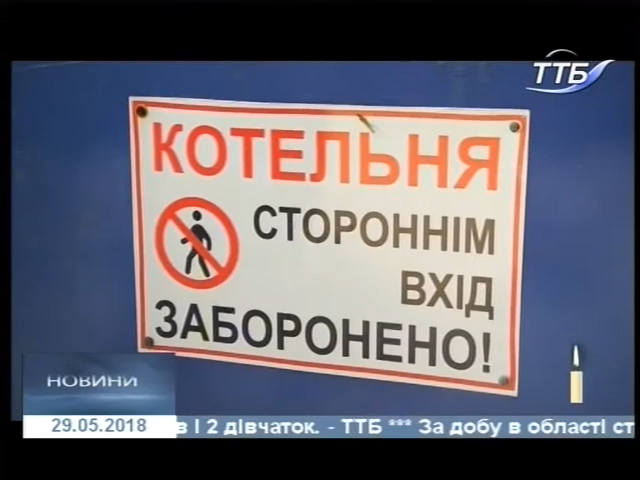 ТТБ
КОТЕЛЬНЯ
СТОРОННІМ
ВХІД
ЗАБОРОНЕНО!
НОВИНИ
29.05.2018
в І 2 дівчаток. - ТТБ *** За добу в області ст